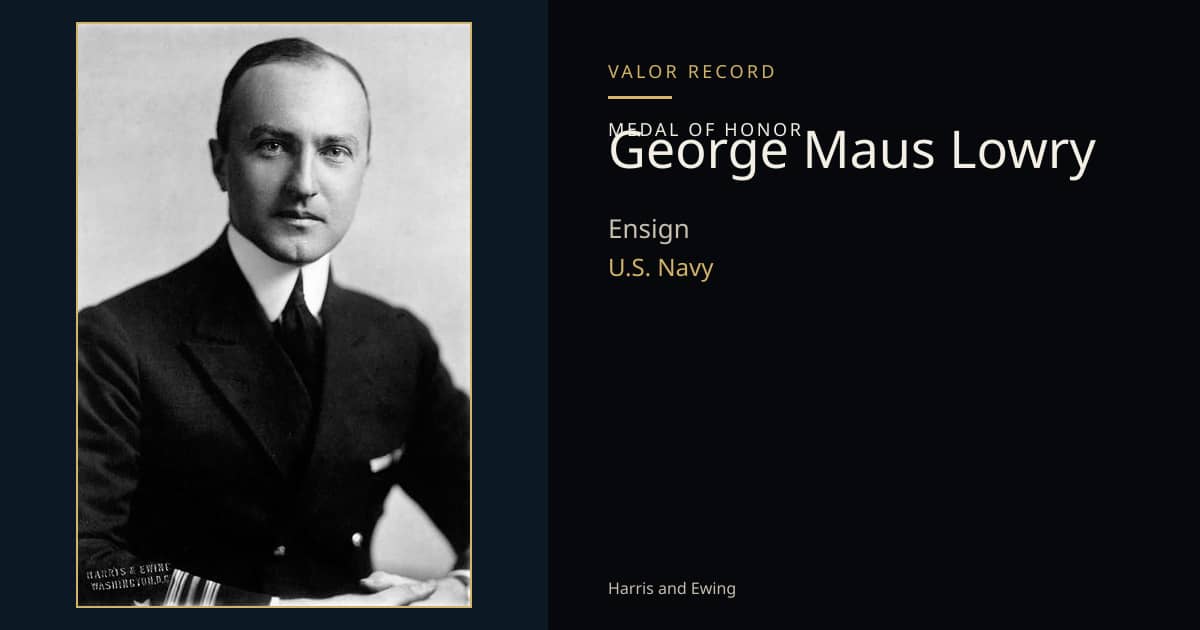 VALOR RECORD
MEDAL OF HONOR
George Maus Lowry
Ensign
U.S. Navy
HARRIS & EWING
WASHINGTON, D.C.
Harris and Ewing